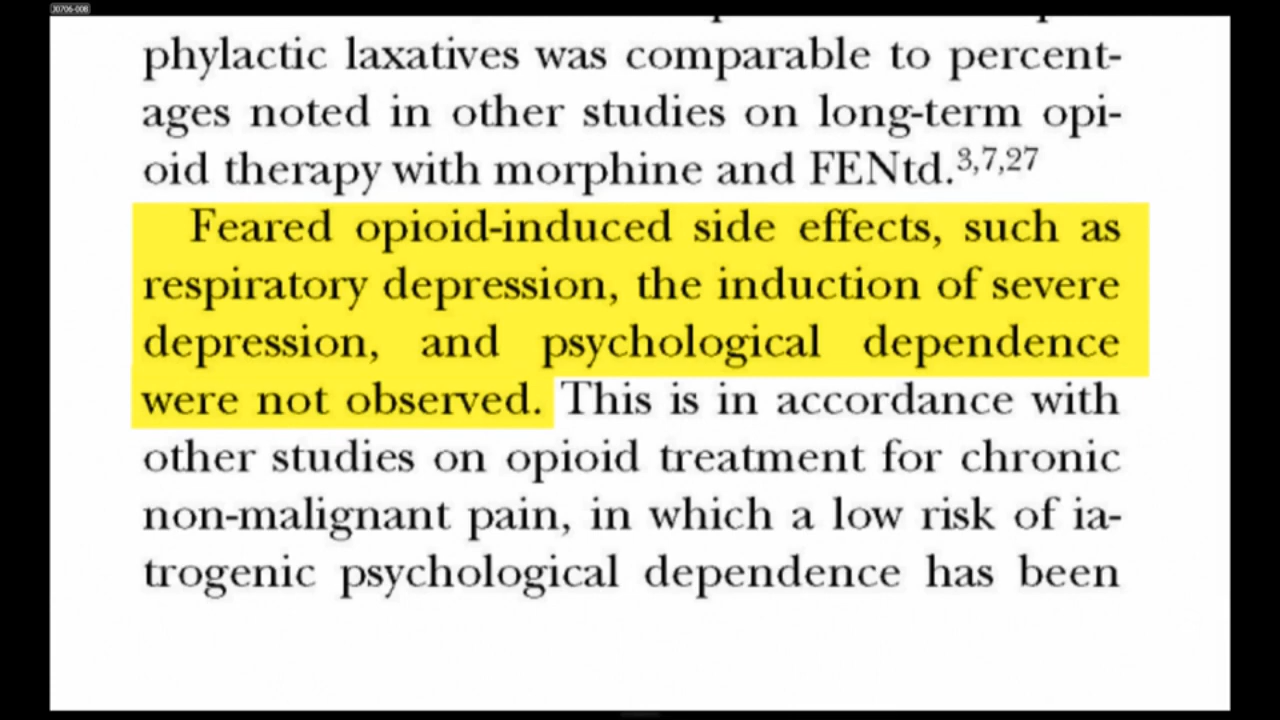 J0706-008
phylactic laxatives was comparable to percent-
ages noted in other studies on long-term opi-
oid therapy with morphine and FENtd.3,7,27
Feared opioid-induced side effects, such as
respiratory depression, the induction of severe
depression, and psychological dependence
were not observed. This is in accordance with
other studies on opioid treatment for chronic
non-malignant pain, in which a low risk of ia-
trogenic psychological dependence has been